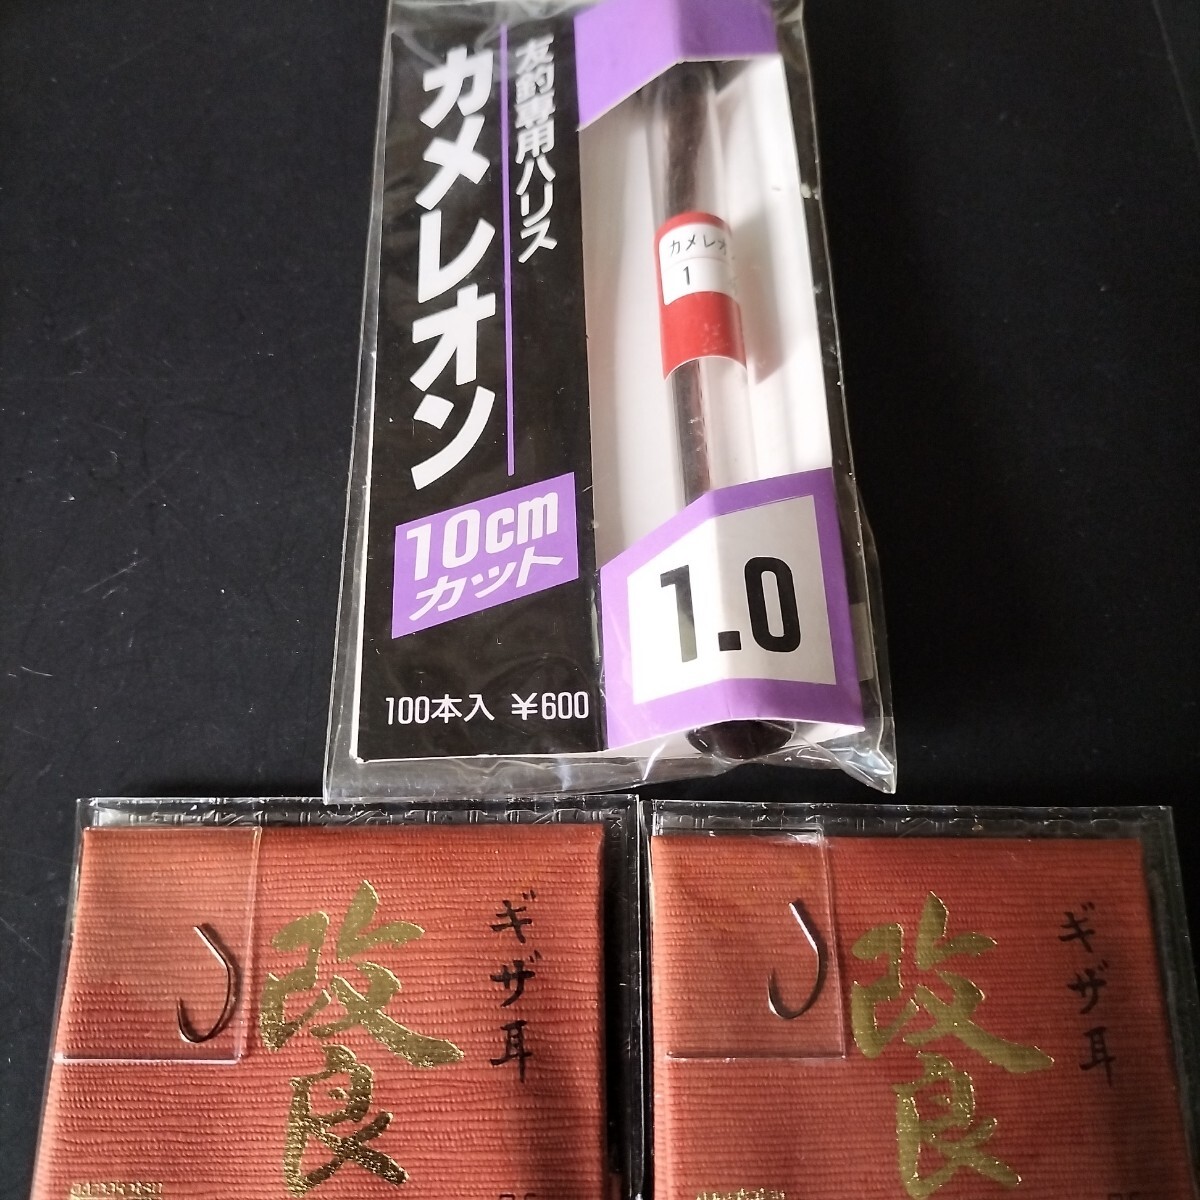 友釣専用ハリス
カメレオン
10cm
カット
100本入 ¥600
カメレオン
1
1.0
ギザ耳
改良
ギザ耳
改良